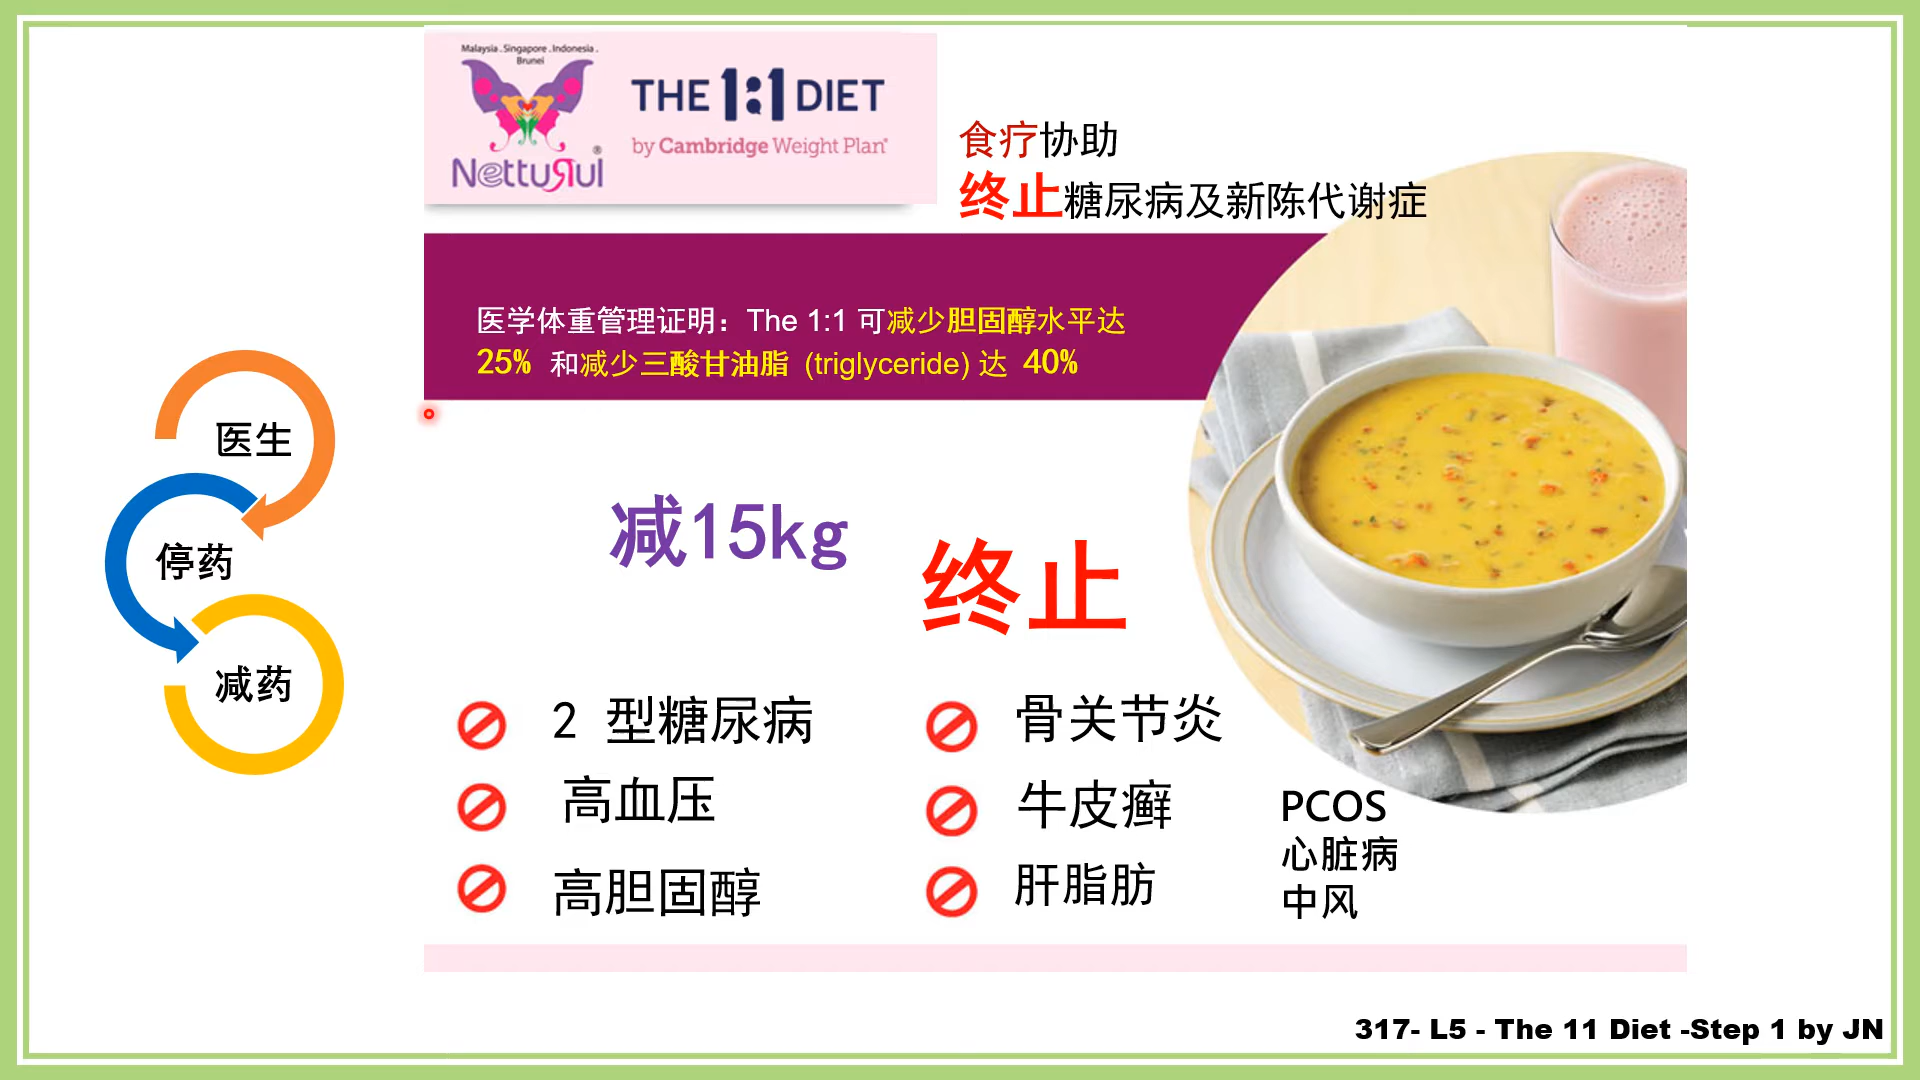 Malaysia . Singapore . Indonesia .
Brunei
NettuЯul®
THE 1:1 DIET
by Cambridge Weight Plan®
食疗协助
终止糖尿病及新陈代谢症
医学体重管理证明：The 1:1 可减少胆固醇水平达
25% 和减少三酸甘油脂 (triglyceride) 达 40%
医生
停药
减药
减15kg
终止
2 型糖尿病
高血压
高胆固醇
骨关节炎
牛皮癣
肝脂肪
PCOS
心脏病
中风
317- L5 - The 11 Diet -Step 1 by JN